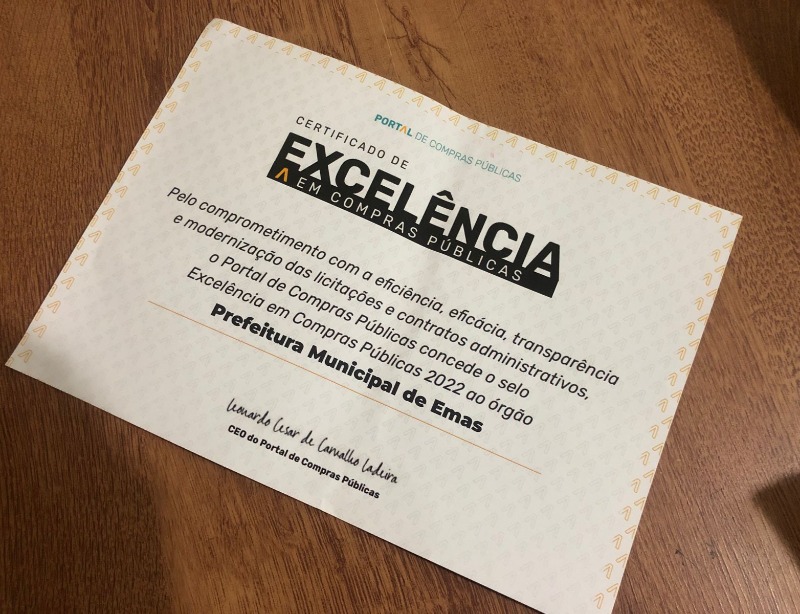 PORTAL DE COMPRAS PÚBLICAS
CERTIFICADO DE
EXCELÊNCIA
EM COMPRAS PÚBLICAS
Pelo comprometimento com a eficiência, eficácia, transparência
e modernização das licitações e contratos administrativos,
o Portal de Compras Públicas concede o selo
Excelência em Compras Públicas 2022 ao órgão
Prefeitura Municipal de Emas
Leonardo Cesar de Carvalho Ladeira
CEO do Portal de Compras Públicas